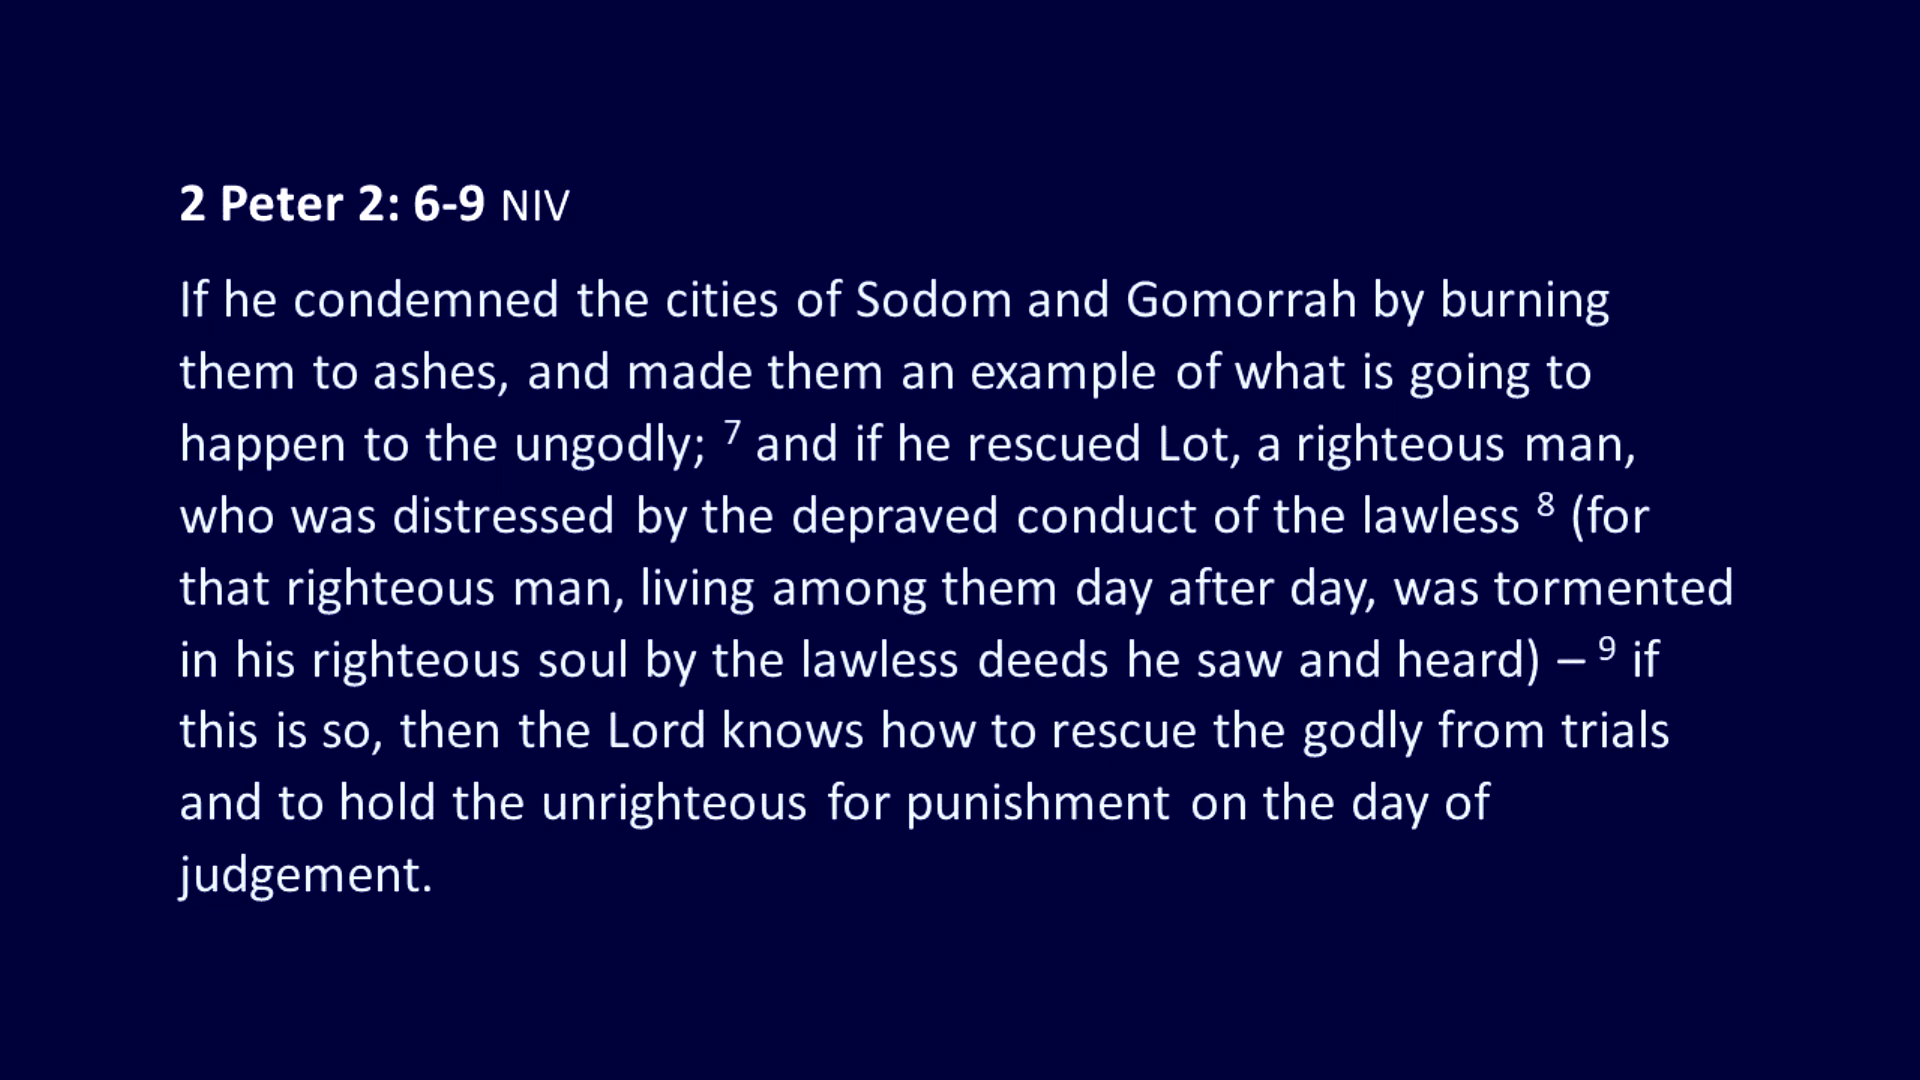 2 Peter 2: 6-9 NIV
If he condemned the cities of Sodom and Gomorrah by burning
them to ashes, and made them an example of what is going to
happen to the ungodly; 7 and if he rescued Lot, a righteous man,
who was distressed by the depraved conduct of the lawless 8 (for
that righteous man, living among them day after day, was tormented
in his righteous soul by the lawless deeds he saw and heard) – 9 if
this is so, then the Lord knows how to rescue the godly from trials
and to hold the unrighteous for punishment on the day of
judgement.